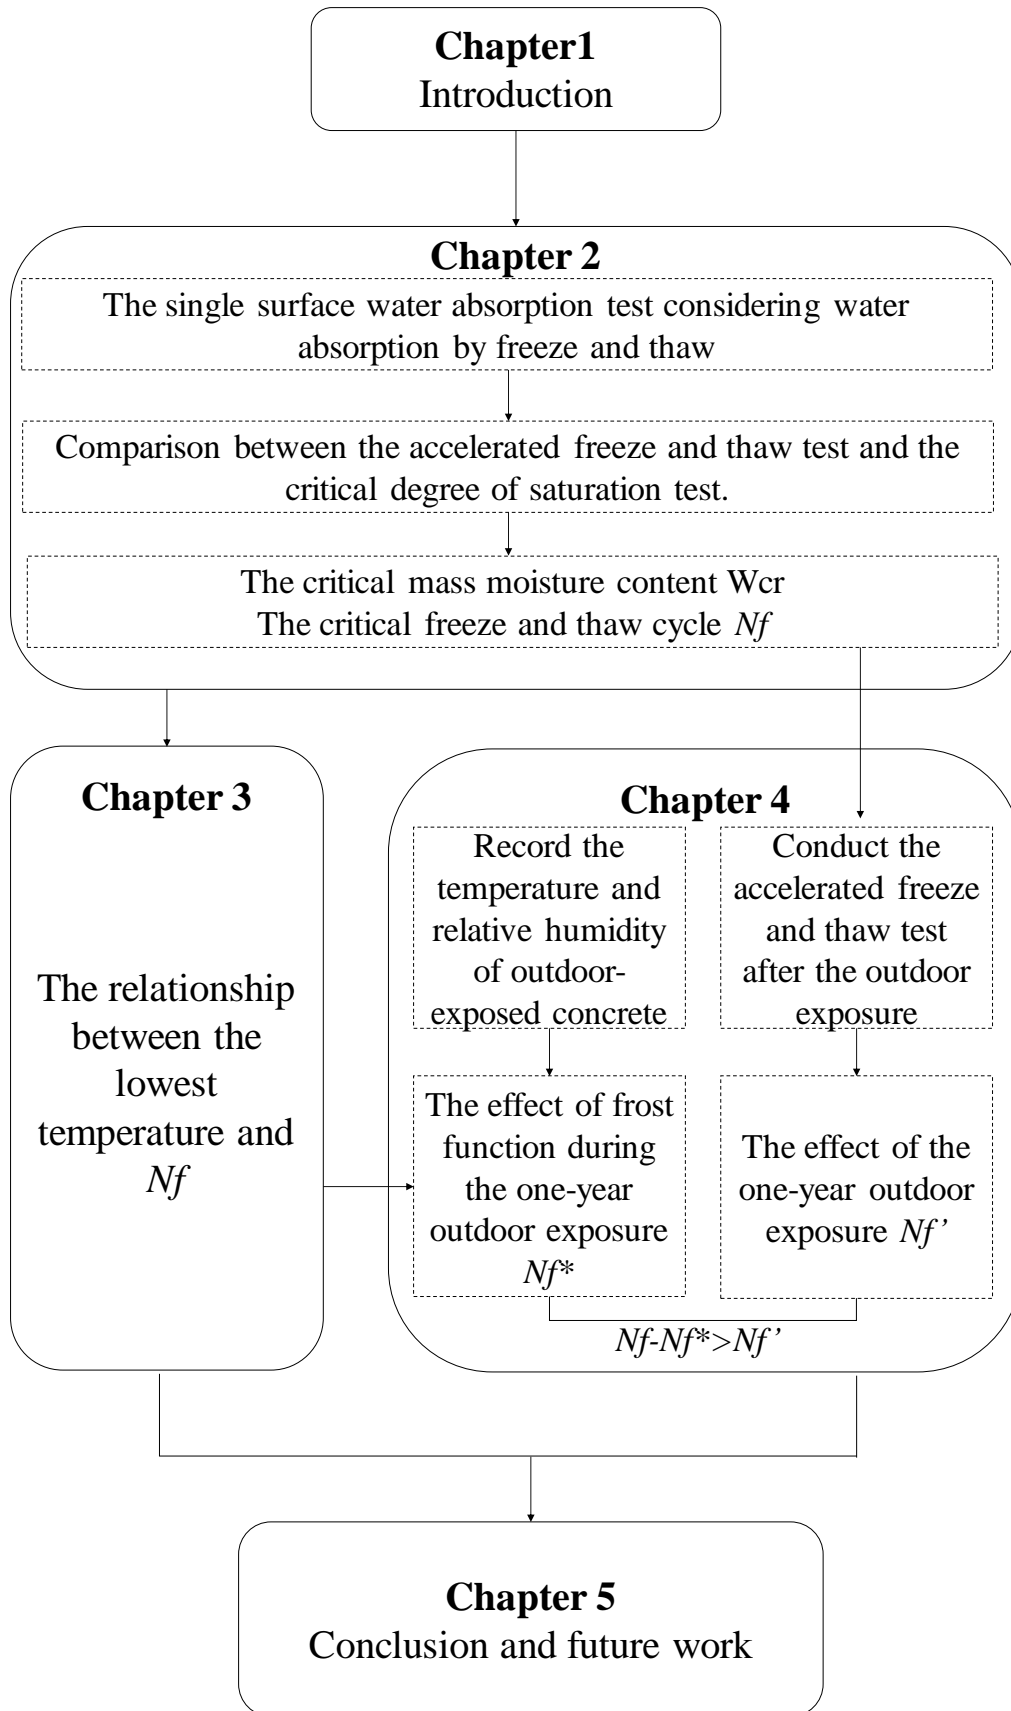 Chapter1
Introduction
Chapter 2
The single surface water absorption test considering water
absorption by freeze and thaw
Comparison between the accelerated freeze and thaw test and the
critical degree of saturation test.
The critical mass moisture content Wcr
The critical freeze and thaw cycle Nf
Chapter 3
The relationship
between the
lowest
temperature and
Nf
Chapter 4
Record the
temperature and
relative humidity
of outdoor-
exposed concrete
Conduct the
accelerated freeze
and thaw test
after the outdoor
exposure
The effect of frost
function during
the one-year
outdoor exposure
Nf*
The effect of the
one-year outdoor
exposure Nf’
Nf-Nf*>Nf’
Chapter 5
Conclusion and future work